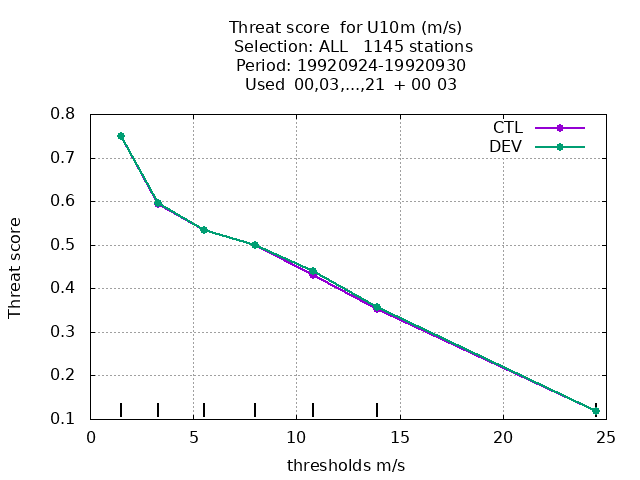 Threat score  for U10m (m/s)
Selection: ALL   1145 stations
Period: 19920924-19920930
Used  00,03,...,21  + 00 03
CTL
DEV
0.8
0.7
0.6
0.5
0.4
0.3
0.2
0.1
Threat score
0 5 10 15 20 25
thresholds m/s